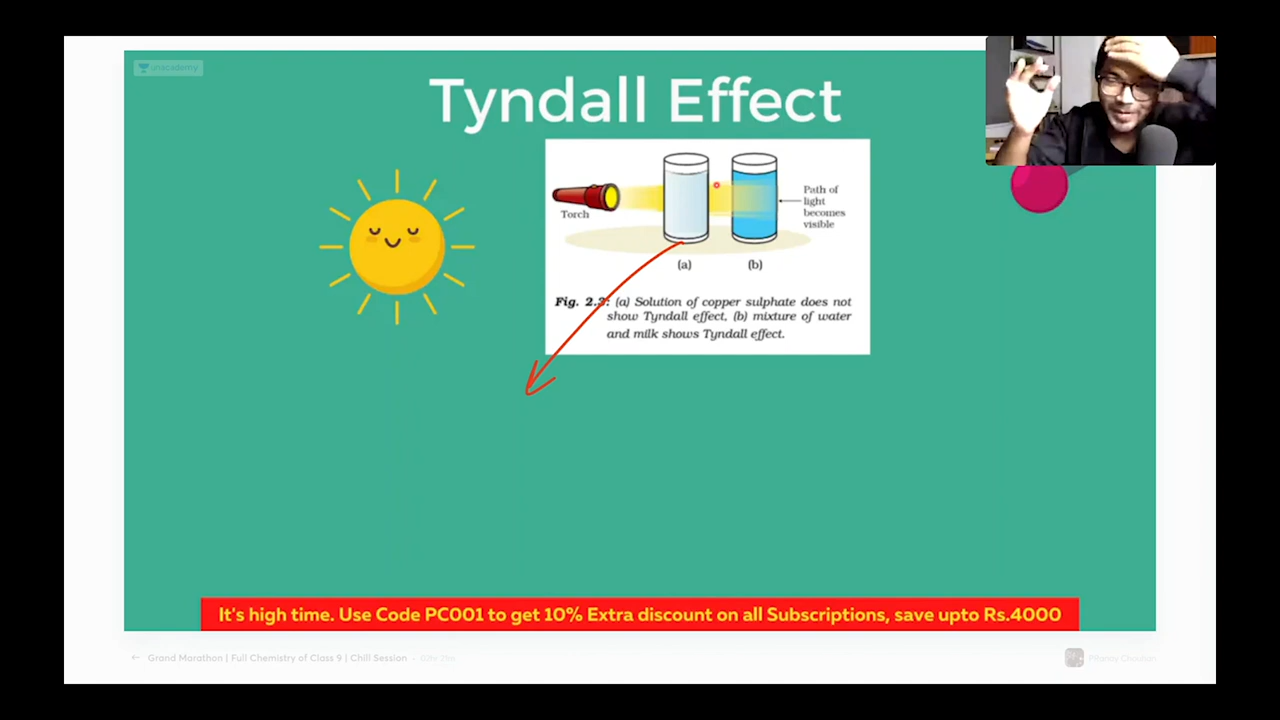 unacademy
Tyndall Effect
Torch
Path of
light
becomes
visible
(a)
(b)
Fig. 2.3: (a) Solution of copper sulphate does not
show Tyndall effect, (b) mixture of water
and milk shows Tyndall effect.
It's high time. Use Code PC001 to get 10% Extra discount on all Subscriptions, save upto Rs.4000
Grand Marathon | Full Chemistry of Class 9 | Chill Session